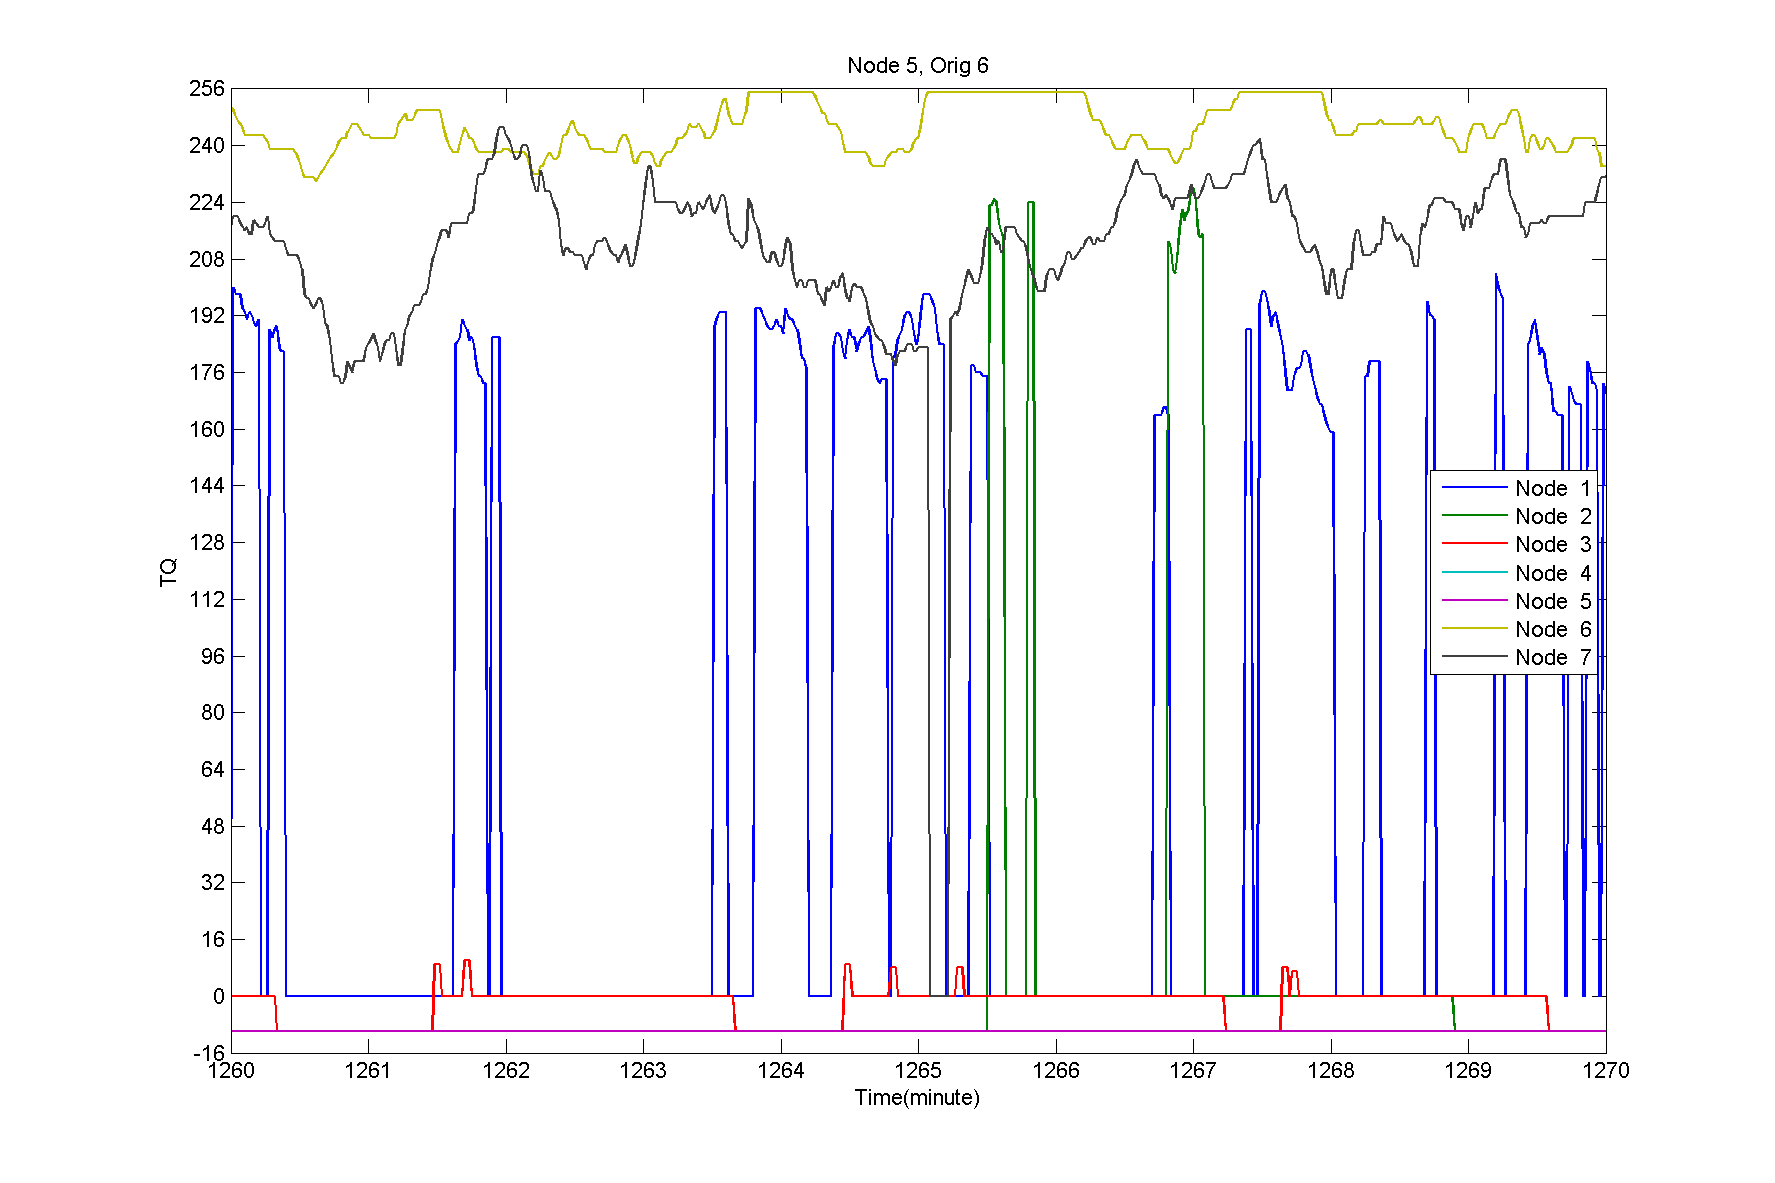 Node 5, Orig 6
256
240
224
208
192
176
160
144
128
112
96
80
64
48
32
16
0
-16
TQ
1260 1261 1262 1263 1264 1265 1266 1267 1268 1269 1270
Time(minute)
Node 1
Node 2
Node 3
Node 4
Node 5
Node 6
Node 7